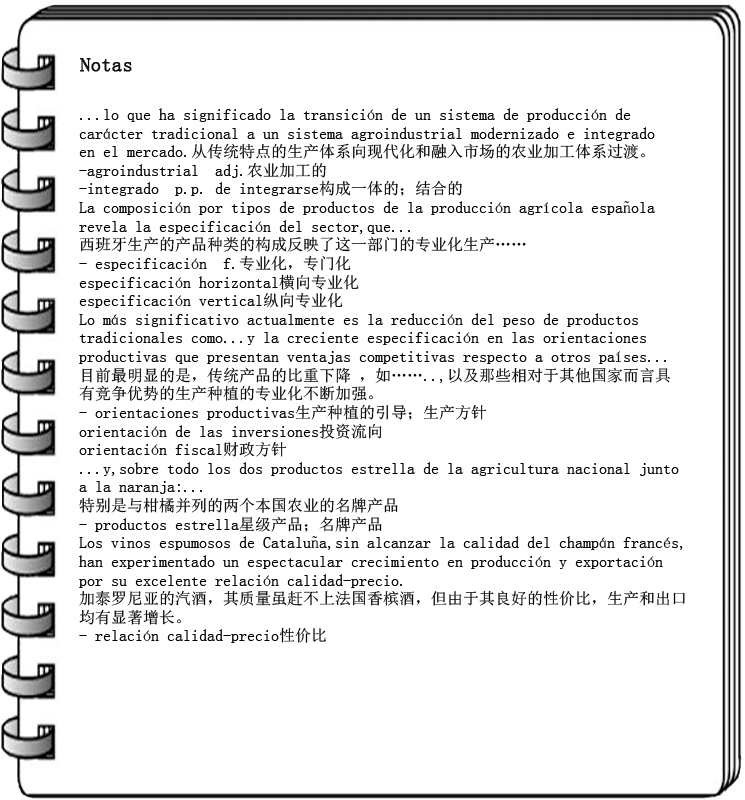 Notas
...lo que ha significado la transición de un sistema de producción de
carácter tradicional a un sistema agroindustrial modernizado e integrado
en el mercado.从传统特点的生产体系向现代化和融入市场的农业加工体系过渡。
-agroindustrial  adj.农业加工的
-integrado  p.p. de integrarse构成一体的；结合的
La composición por tipos de productos de la producción agrícola española
revela la especificación del sector,que...
西班牙生产的产品种类的构成反映了这一部门的专业化生产……
- especificación  f.专业化，专门化
especificación horizontal横向专业化
especificación vertical纵向专业化
Lo más significativo actualmente es la reducción del peso de productos
tradicionales como...y la creciente especificación en las orientaciones
productivas que presentan ventajas competitivas respecto a otros países...
目前最明显的是，传统产品的比重下降 ，如……..,以及那些相对于其他国家而言具
有竞争优势的生产种植的专业化不断加强。
- orientaciones productivas生产种植的引导；生产方针
orientación de las inversiones投资流向
orientación fiscal财政方针
...y,sobre todo los dos productos estrella de la agricultura nacional junto
a la naranja:...
特别是与柑橘并列的两个本国农业的名牌产品
- productos estrella星级产品；名牌产品
Los vinos espumosos de Cataluña,sin alcanzar la calidad del champán francés,
han experimentado un espectacular crecimiento en producción y exportación
por su excelente relación calidad-precio.
加泰罗尼亚的汽酒，其质量虽赶不上法国香槟酒，但由于其良好的性价比，生产和出口
均有显著增长。
- relación calidad-precio性价比